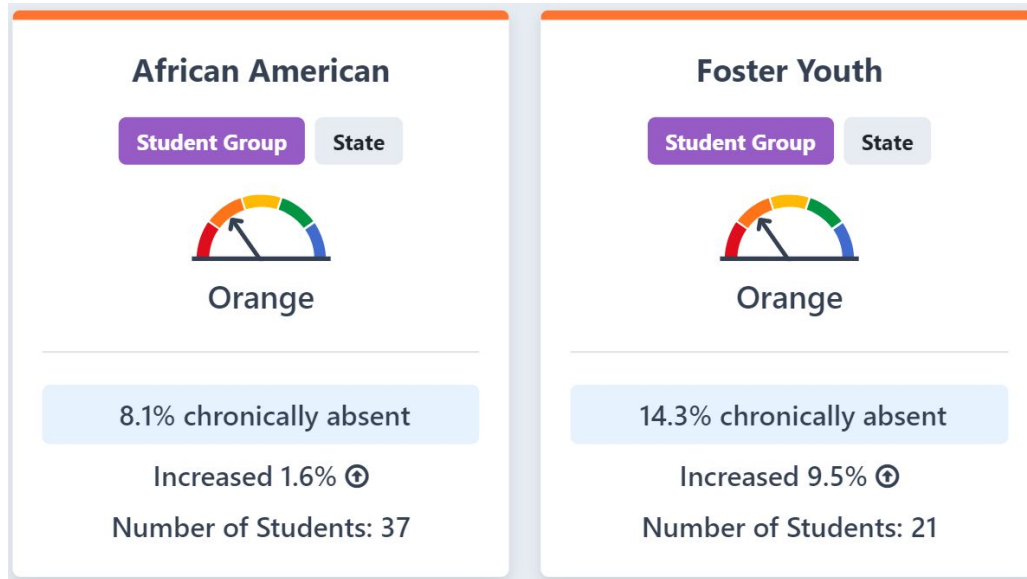 African American
Student Group State
Orange
8.1% chronically absent
Increased 1.6%
Number of Students: 37
Foster Youth
Student Group State
Orange
14.3% chronically absent
Increased 9.5%
Number of Students: 21